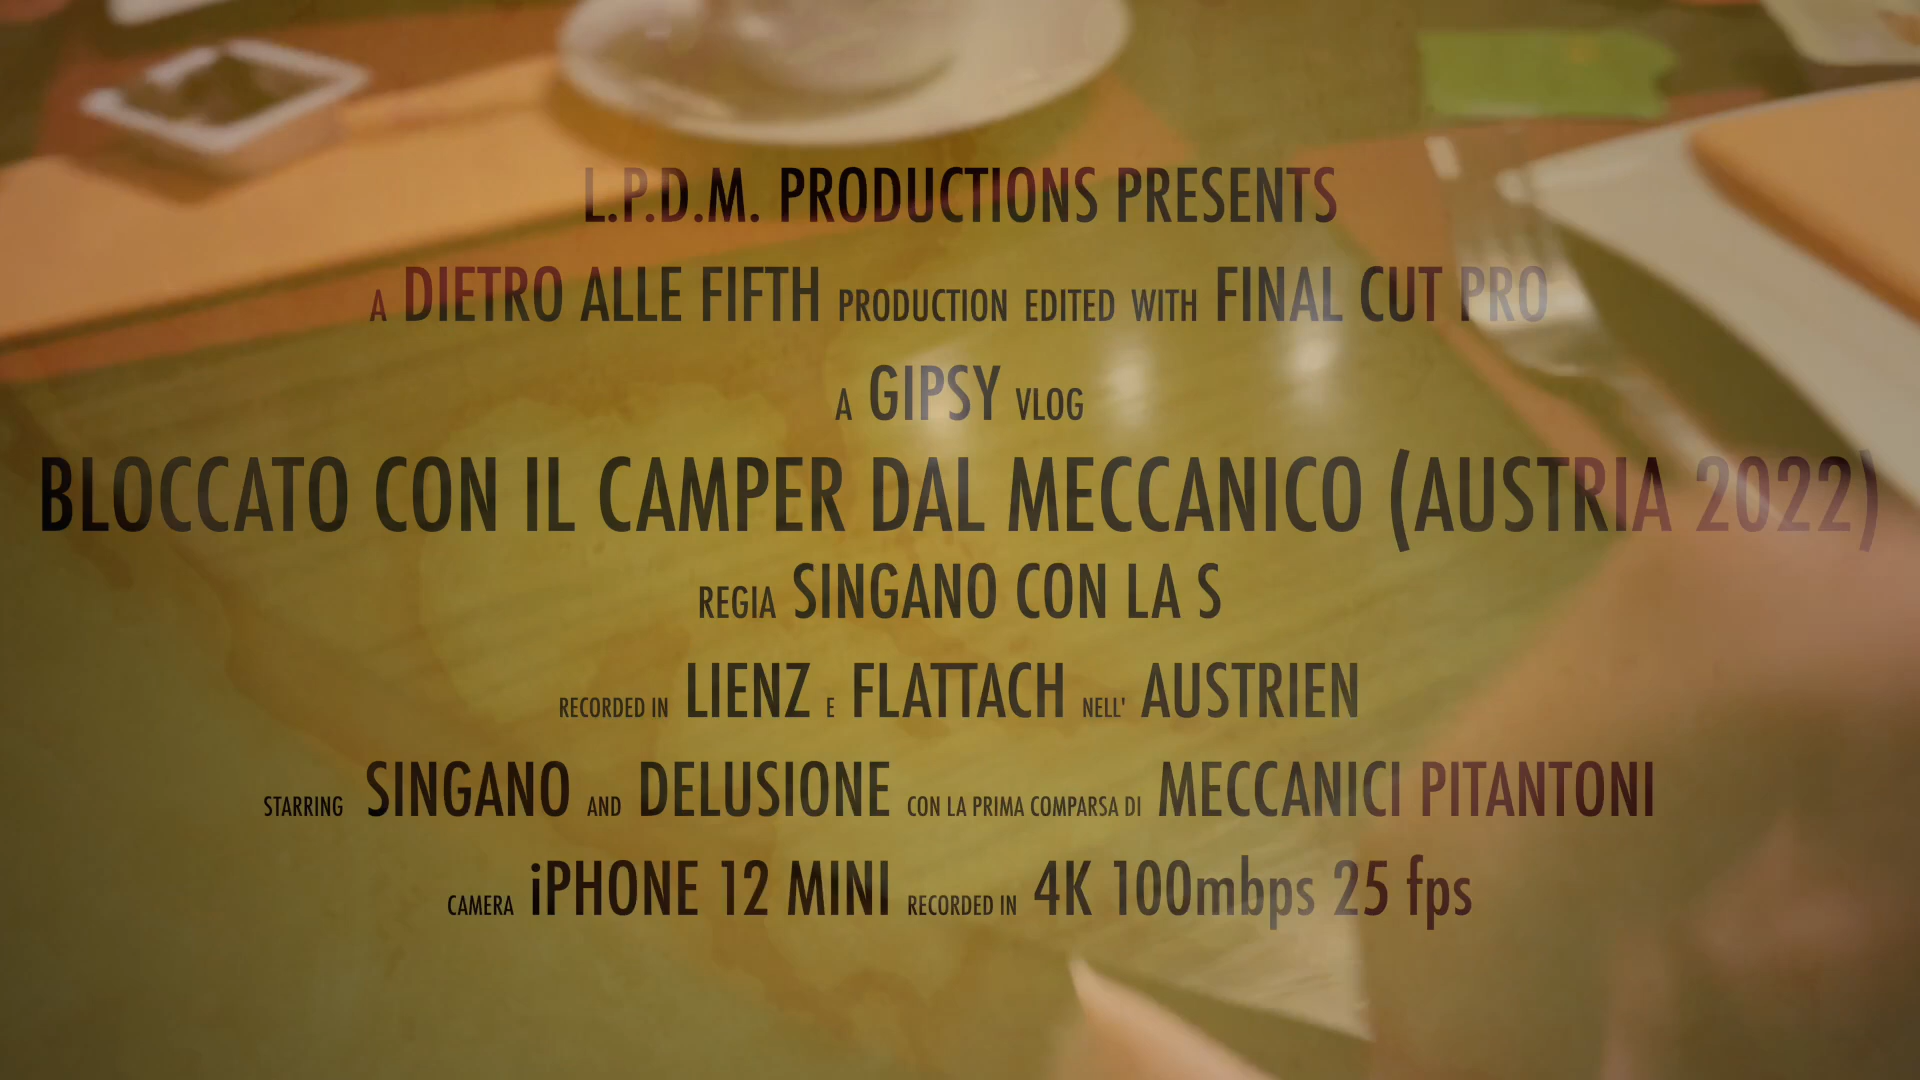 L.P.D.M. PRODUCTIONS PRESENTS
A DIETRO ALLE FIFTH PRODUCTION EDITED WITH FINAL CUT PRO
A GIPSY VLOG
BLOCCATO CON IL CAMPER DAL MECCANICO (AUSTRIA 2022)
REGIA SINGANO CON LA S
RECORDED IN LIENZ E FLATTACH NELL' AUSTRIEN
STARRING SINGANO AND DELUSIONE CON LA PRIMA COMPARSA DI MECCANICI PITANTONI
CAMERA iPHONE 12 MINI RECORDED IN 4K 100mbps 25 fps